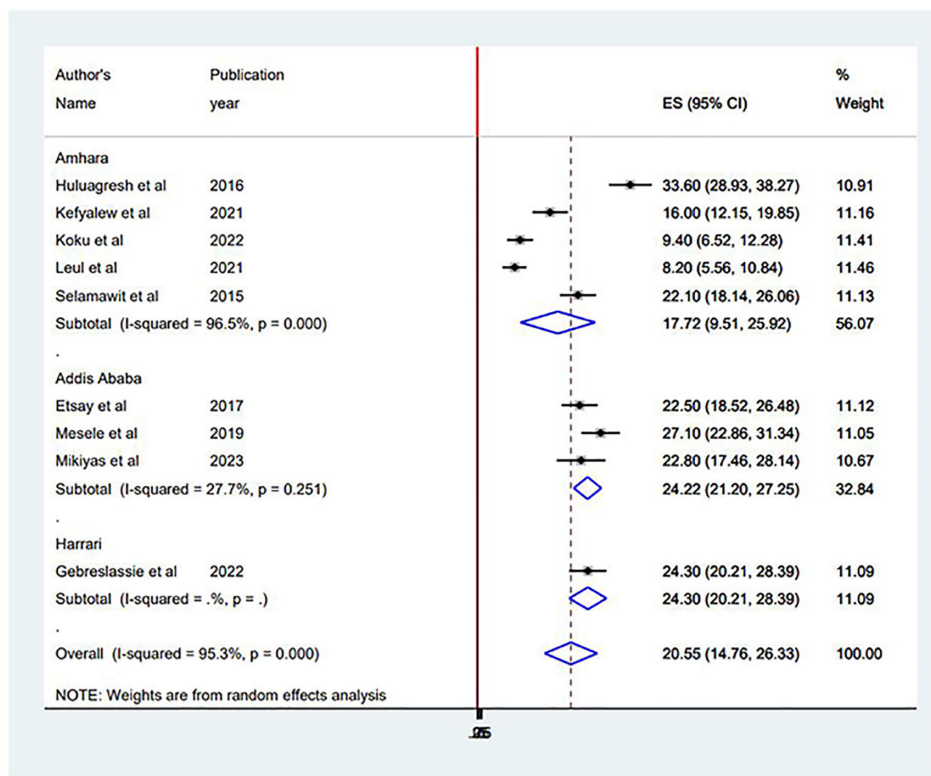 Author's Publication %
Name year ES (95% CI) Weight
Amhara
Huluagresh et al 2016 33.60 (28.93, 38.27) 10.91
Kefyalew et al 2021 16.00 (12.15, 19.85) 11.16
Koku et al 2022 9.40 (6.52, 12.28) 11.41
Leul et al 2021 8.20 (5.56, 10.84) 11.46
Selamawit et al 2015 22.10 (18.14, 26.06) 11.13
Subtotal (I-squared = 96.5%, p = 0.000) 17.72 (9.51, 25.92) 56.07
.
Addis Ababa
Etsay et al 2017 22.50 (18.52, 26.48) 11.12
Mesele et al 2019 27.10 (22.86, 31.34) 11.05
Mikiyas et al 2023 22.80 (17.46, 28.14) 10.67
Subtotal (I-squared = 27.7%, p = 0.251) 24.22 (21.20, 27.25) 32.84
.
Harrari
Gebreslassie et al 2022 24.30 (20.21, 28.39) 11.09
Subtotal (I-squared = .%, p = .) 24.30 (20.21, 28.39) 11.09
.
Overall (I-squared = 95.3%, p = 0.000) 20.55 (14.76, 26.33) 100.00
NOTE: Weights are from random effects analysis